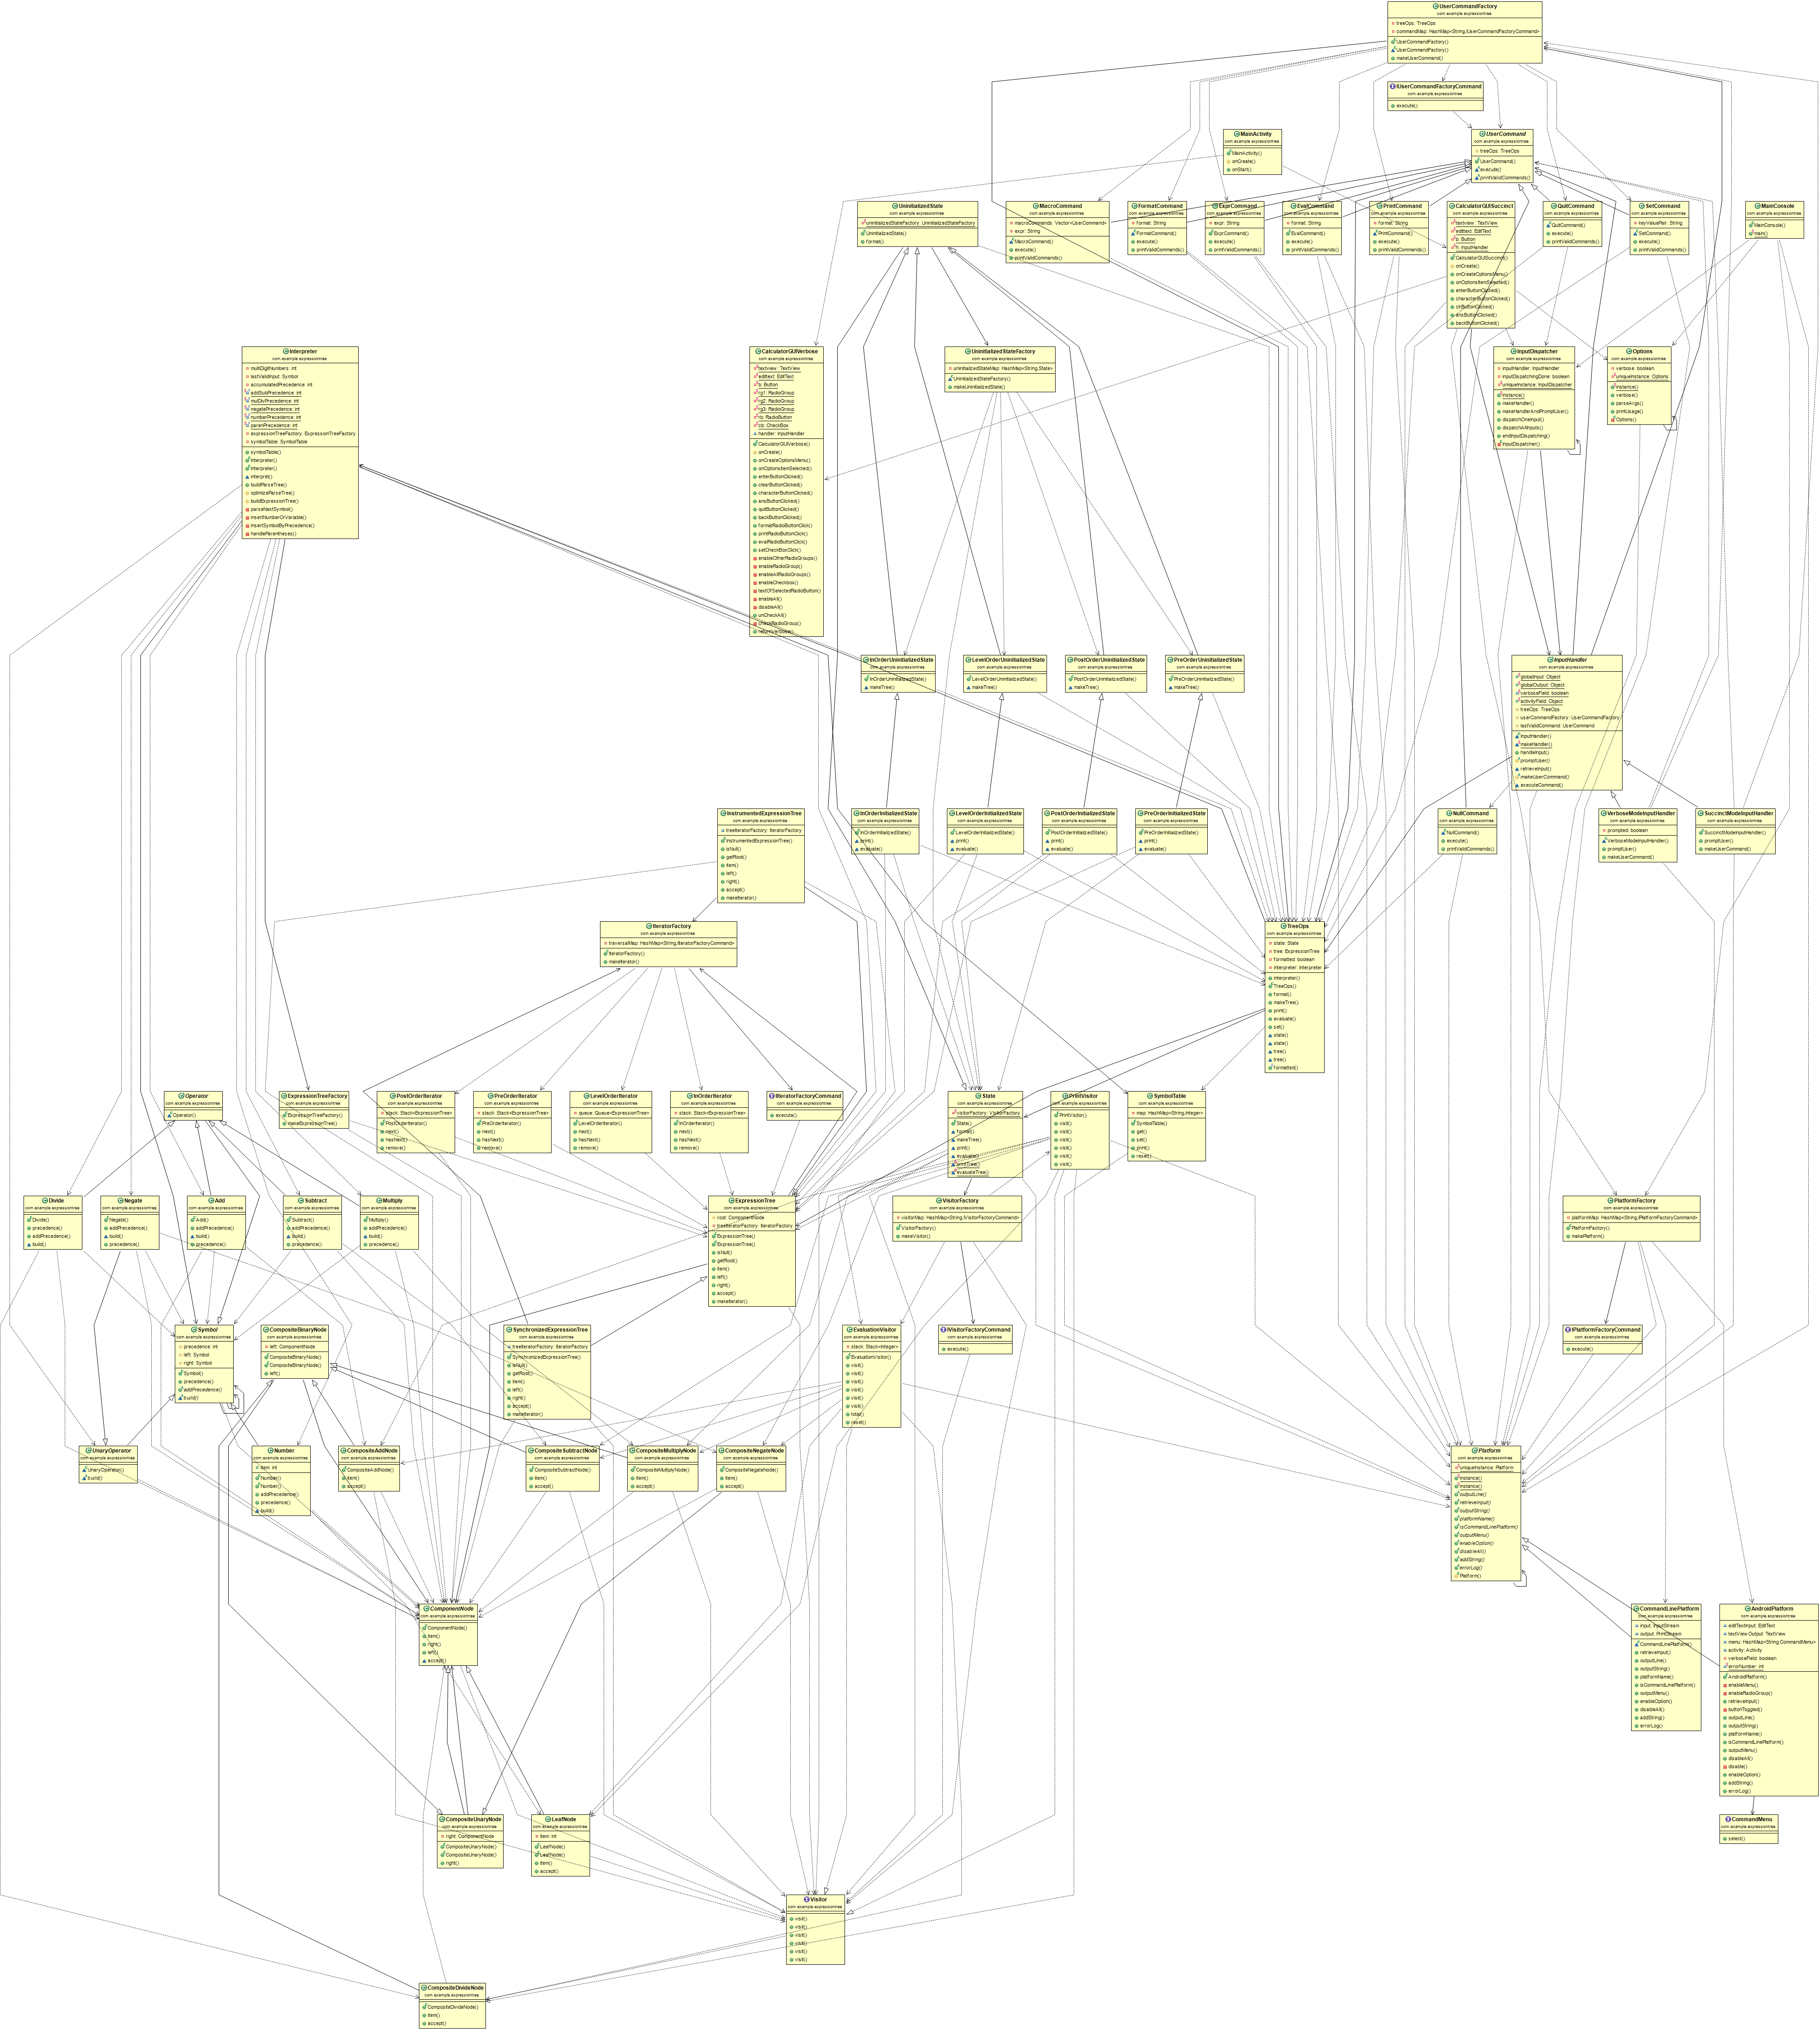 UserCommandFactory
com.example.expressiontree
treeOps: TreeOps
commandMap: HashMap<String,IUserCommandFactoryCommand>
UserCommandFactory()
UserCommandFactory()
makeUserCommand()
IUserCommandFactoryCommand
com.example.expressiontree
execute()
MainActivity
com.example.expressiontree
MainActivity()
onCreate()
onStart()
UserCommand
com.example.expressiontree
treeOps: TreeOps
UserCommand()
execute()
printValidCommands()
UninitializedState
com.example.expressiontree
uninitializedStateFactory: UninitializedStateFactory
UninitializedState()
format()
MacroCommand
com.example.expressiontree
macroCommands: Vector<UserCommand>
expr: String
MacroCommand()
execute()
printValidCommands()
FormatCommand
com.example.expressiontree
format: String
FormatCommand()
execute()
printValidCommands()
ExprCommand
com.example.expressiontree
expr: String
ExprCommand()
execute()
printValidCommands()
EvalCommand
com.example.expressiontree
format: String
EvalCommand()
execute()
printValidCommands()
PrintCommand
com.example.expressiontree
format: String
PrintCommand()
execute()
printValidCommands()
CalculatorGUISuccinct
com.example.expressiontree
textview: TextView
edittext: EditText
b: Button
h: InputHandler
CalculatorGUISuccinct()
onCreate()
onCreateOptionsMenu()
onOptionsItemSelected()
enterButtonClicked()
characterButtonClicked()
clrButtonClicked()
ansButtonClicked()
backButtonClicked()
QuitCommand
com.example.expressiontree
QuitCommand()
execute()
printValidCommands()
SetCommand
com.example.expressiontree
keyValuePair: String
SetCommand()
execute()
printValidCommands()
MainConsole
com.example.expressiontree
MainConsole()
main()
Interpreter
com.example.expressiontree
multiDigitNumbers: int
lastValidInput: Symbol
accumulatedPrecedence: int
addSubPrecedence: int
mulDivPrecedence: int
negatePrecedence: int
numberPrecedence: int
parenPrecedence: int
expressionTreeFactory: ExpressionTreeFactory
symbolTable: SymbolTable
symbolTable()
Interpreter()
Interpreter()
interpret()
buildParseTree()
optimizeParseTree()
buildExpressionTree()
parseNextSymbol()
insertNumberOrVariable()
insertSymbolByPrecedence()
handleParentheses()
CalculatorGUIVerbose
com.example.expressiontree
textview: TextView
edittext: EditText
b: Button
rg1: RadioGroup
rg2: RadioGroup
rg3: RadioGroup
rb: RadioButton
cb: CheckBox
handler: InputHandler
CalculatorGUIVerbose()
onCreate()
onCreateOptionsMenu()
onOptionsItemSelected()
enterButtonClicked()
clearButtonClicked()
characterButtonClicked()
ansButtonClicked()
quitButtonClicked()
backButtonClicked()
formatRadioButtonClick()
printRadioButtonClick()
evalRadioButtonClick()
setCheckBoxClick()
enableOtherRadioGroups()
enableRadioGroup()
enableAllRadioGroups()
enableCheckbox()
textOfSelectedRadioButton()
enableAll()
disableAll()
unCheckAll()
checkRadioGroup()
returnVerbose()
UninitializedStateFactory
com.example.expressiontree
uninitializedStateMap: HashMap<String,State>
UninitializedStateFactory()
makeUninitializedState()
InputDispatcher
com.example.expressiontree
inputHandler: InputHandler
inputDispatchingDone: boolean
uniqueInstance: InputDispatcher
instance()
makeHandler()
makeHandlerAndPromptUser()
dispatchOneInput()
dispatchAllInputs()
endInputDispatching()
InputDispatcher()
Options
com.example.expressiontree
verbose: boolean
uniqueInstance: Options
instance()
verbose()
parseArgs()
printUsage()
Options()
InOrderUninitializedState
com.example.expressiontree
InOrderUninitializedState()
makeTree()
LevelOrderUninitializedState
com.example.expressiontree
LevelOrderUninitializedState()
makeTree()
PostOrderUninitializedState
com.example.expressiontree
PostOrderUninitializedState()
makeTree()
PreOrderUninitializedState
com.example.expressiontree
PreOrderUninitializedState()
makeTree()
InputHandler
com.example.expressiontree
globalInput: Object
globalOutput: Object
verboseField: boolean
activityField: Object
treeOps: TreeOps
userCommandFactory: UserCommandFactory
lastValidCommand: UserCommand
InputHandler()
makeHandler()
handleInput()
promptUser()
retrieveInput()
makeUserCommand()
executeCommand()
InstrumentedExpressionTree
com.example.expressiontree
treeIteratorFactory: IteratorFactory
InstrumentedExpressionTree()
isNull()
getRoot()
item()
left()
right()
accept()
makeIterator()
InOrderInitializedState
com.example.expressiontree
InOrderInitializedState()
print()
evaluate()
LevelOrderInitializedState
com.example.expressiontree
LevelOrderInitializedState()
print()
evaluate()
PostOrderInitializedState
com.example.expressiontree
PostOrderInitializedState()
print()
evaluate()
PreOrderInitializedState
com.example.expressiontree
PreOrderInitializedState()
print()
evaluate()
NullCommand
com.example.expressiontree
NullCommand()
execute()
printValidCommands()
VerboseModeInputHandler
com.example.expressiontree
prompted: boolean
VerboseModeInputHandler()
promptUser()
makeUserCommand()
SuccinctModeInputHandler
com.example.expressiontree
SuccinctModeInputHandler()
promptUser()
makeUserCommand()
IteratorFactory
com.example.expressiontree
traversalMap: HashMap<String,IteratorFactoryCommand>
IteratorFactory()
makeIterator()
TreeOps
com.example.expressiontree
state: State
tree: ExpressionTree
formatted: boolean
interpreter: Interpreter
interpreter()
TreeOps()
format()
makeTree()
print()
evaluate()
set()
state()
state()
tree()
tree()
formatted()
Operator
com.example.expressiontree
Operator()
ExpressionTreeFactory
com.example.expressiontree
ExpressionTreeFactory()
makeExpressionTree()
PostOrderIterator
com.example.expressiontree
stack: Stack<ExpressionTree>
PostOrderIterator()
next()
hasNext()
remove()
PreOrderIterator
com.example.expressiontree
stack: Stack<ExpressionTree>
PreOrderIterator()
next()
hasNext()
remove()
LevelOrderIterator
com.example.expressiontree
queue: Queue<ExpressionTree>
LevelOrderIterator()
next()
hasNext()
remove()
InOrderIterator
com.example.expressiontree
stack: Stack<ExpressionTree>
InOrderIterator()
next()
hasNext()
remove()
IIteratorFactoryCommand
com.example.expressiontree
execute()
State
com.example.expressiontree
visitorFactory: VisitorFactory
State()
format()
makeTree()
print()
evaluate()
printTree()
evaluateTree()
PrintVisitor
com.example.expressiontree
PrintVisitor()
visit()
visit()
visit()
visit()
visit()
visit()
SymbolTable
com.example.expressiontree
map: HashMap<String,Integer>
SymbolTable()
get()
set()
print()
reset()
Divide
com.example.expressiontree
Divide()
precedence()
addPrecedence()
build()
Negate
com.example.expressiontree
Negate()
addPrecedence()
build()
precedence()
Add
com.example.expressiontree
Add()
addPrecedence()
build()
precedence()
Subtract
com.example.expressiontree
Subtract()
addPrecedence()
build()
precedence()
Multiply
com.example.expressiontree
Multiply()
addPrecedence()
build()
precedence()
ExpressionTree
com.example.expressiontree
root: ComponentNode
treeIteratorFactory: IteratorFactory
ExpressionTree()
ExpressionTree()
isNull()
getRoot()
item()
left()
right()
accept()
makeIterator()
VisitorFactory
com.example.expressiontree
visitorMap: HashMap<String,IVisitorFactoryCommand>
VisitorFactory()
makeVisitor()
PlatformFactory
com.example.expressiontree
platformMap: HashMap<String,IPlatformFactoryCommand>
PlatformFactory()
makePlatform()
Symbol
com.example.expressiontree
precedence: int
left: Symbol
right: Symbol
Symbol()
precedence()
addPrecedence()
build()
CompositeBinaryNode
com.example.expressiontree
left: ComponentNode
CompositeBinaryNode()
CompositeBinaryNode()
left()
SynchronizedExpressionTree
com.example.expressiontree
treeIteratorFactory: IteratorFactory
SynchronizedExpressionTree()
isNull()
getRoot()
item()
left()
right()
accept()
makeIterator()
EvaluationVisitor
com.example.expressiontree
stack: Stack<Integer>
EvaluationVisitor()
visit()
visit()
visit()
visit()
visit()
visit()
total()
reset()
IVisitorFactoryCommand
com.example.expressiontree
execute()
IPlatformFactoryCommand
com.example.expressiontree
execute()
UnaryOperator
com.example.expressiontree
UnaryOperator()
build()
Number
com.example.expressiontree
item: int
Number()
Number()
addPrecedence()
precedence()
build()
CompositeAddNode
com.example.expressiontree
CompositeAddNode()
item()
accept()
CompositeSubtractNode
com.example.expressiontree
CompositeSubtractNode()
item()
accept()
CompositeMultiplyNode
com.example.expressiontree
CompositeMultiplyNode()
item()
accept()
CompositeNegateNode
com.example.expressiontree
CompositeNegateNode()
item()
accept()
Platform
com.example.expressiontree
uniqueInstance: Platform
instance()
instance()
outputLine()
retrieveInput()
outputString()
platformName()
isCommandLinePlatform()
outputMenu()
enableOption()
disableAll()
addString()
errorLog()
Platform()
ComponentNode
com.example.expressiontree
ComponentNode()
item()
right()
left()
accept()
CommandLinePlatform
com.example.expressiontree
input: InputStream
output: PrintStream
CommandLinePlatform()
retrieveInput()
outputLine()
outputString()
platformName()
isCommandLinePlatform()
outputMenu()
enableOption()
disableAll()
addString()
errorLog()
AndroidPlatform
com.example.expressiontree
editTextInput: EditText
textView Output: TextView
menu: HashMap<String,CommandMenu>
activity: Activity
verboseField: boolean
errorNumber: int
AndroidPlatform()
enableMenu()
enableRadioGroup()
retrieveInput()
buttonToggled()
outputLine()
outputString()
platformName()
isCommandLinePlatform()
outputMenu()
disableAll()
disable()
enableOption()
addString()
errorLog()
CompositeUnaryNode
com.example.expressiontree
right: ComponentNode
CompositeUnaryNode()
CompositeUnaryNode()
right()
LeafNode
com.example.expressiontree
item: int
LeafNode()
LeafNode()
item()
accept()
CommandMenu
com.example.expressiontree
select()
Visitor
com.example.expressiontree
visit()
visit()
visit()
visit()
visit()
visit()
CompositeDivideNode
com.example.expressiontree
CompositeDivideNode()
item()
accept()